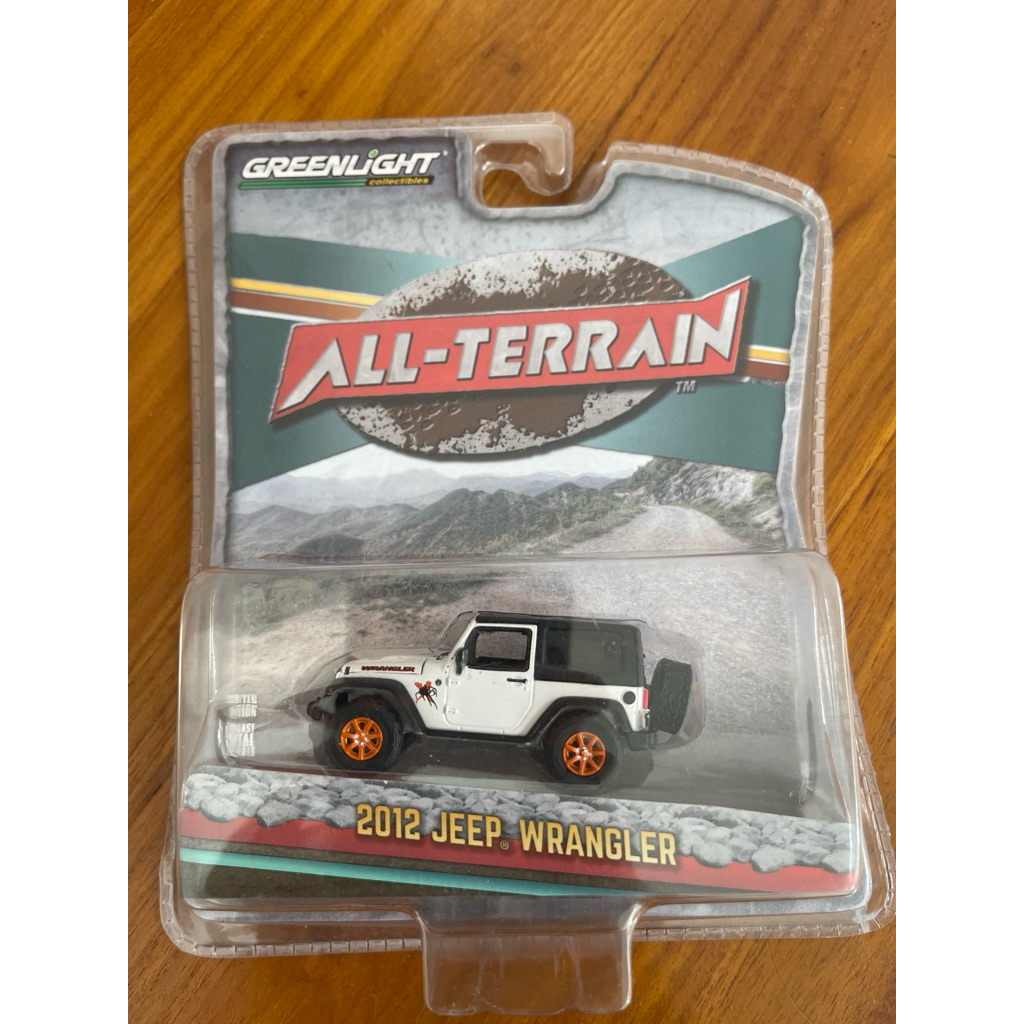 GREENLiGHT®
collectibles
ALL-TERRAIN
TM
WRANGLER
2012 JEEP® WRANGLER